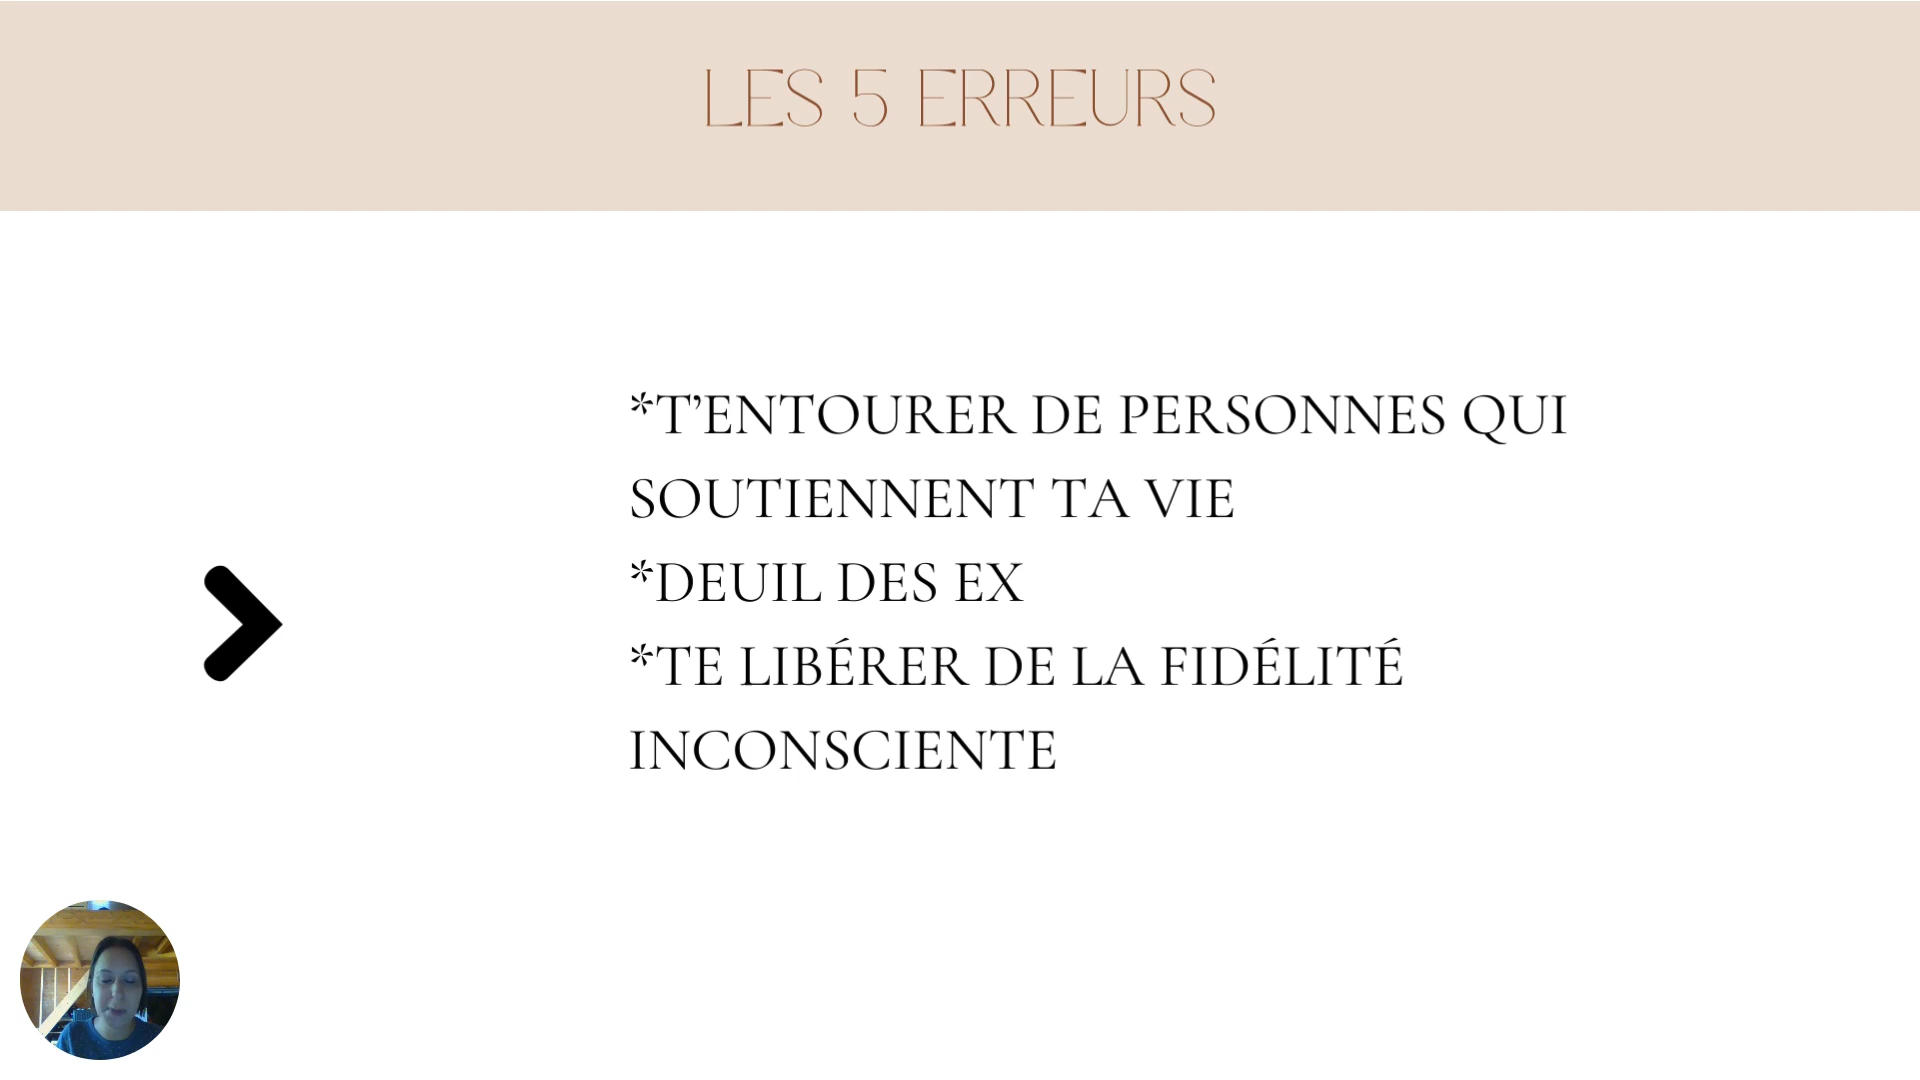 LES 5 ERREURS
*T’ENTOURER DE PERSONNES QUI
SOUTIENNENT TA VIE
*DEUIL DES EX
*TE LIBÉRER DE LA FIDÉLITÉ
INCONSCIENTE